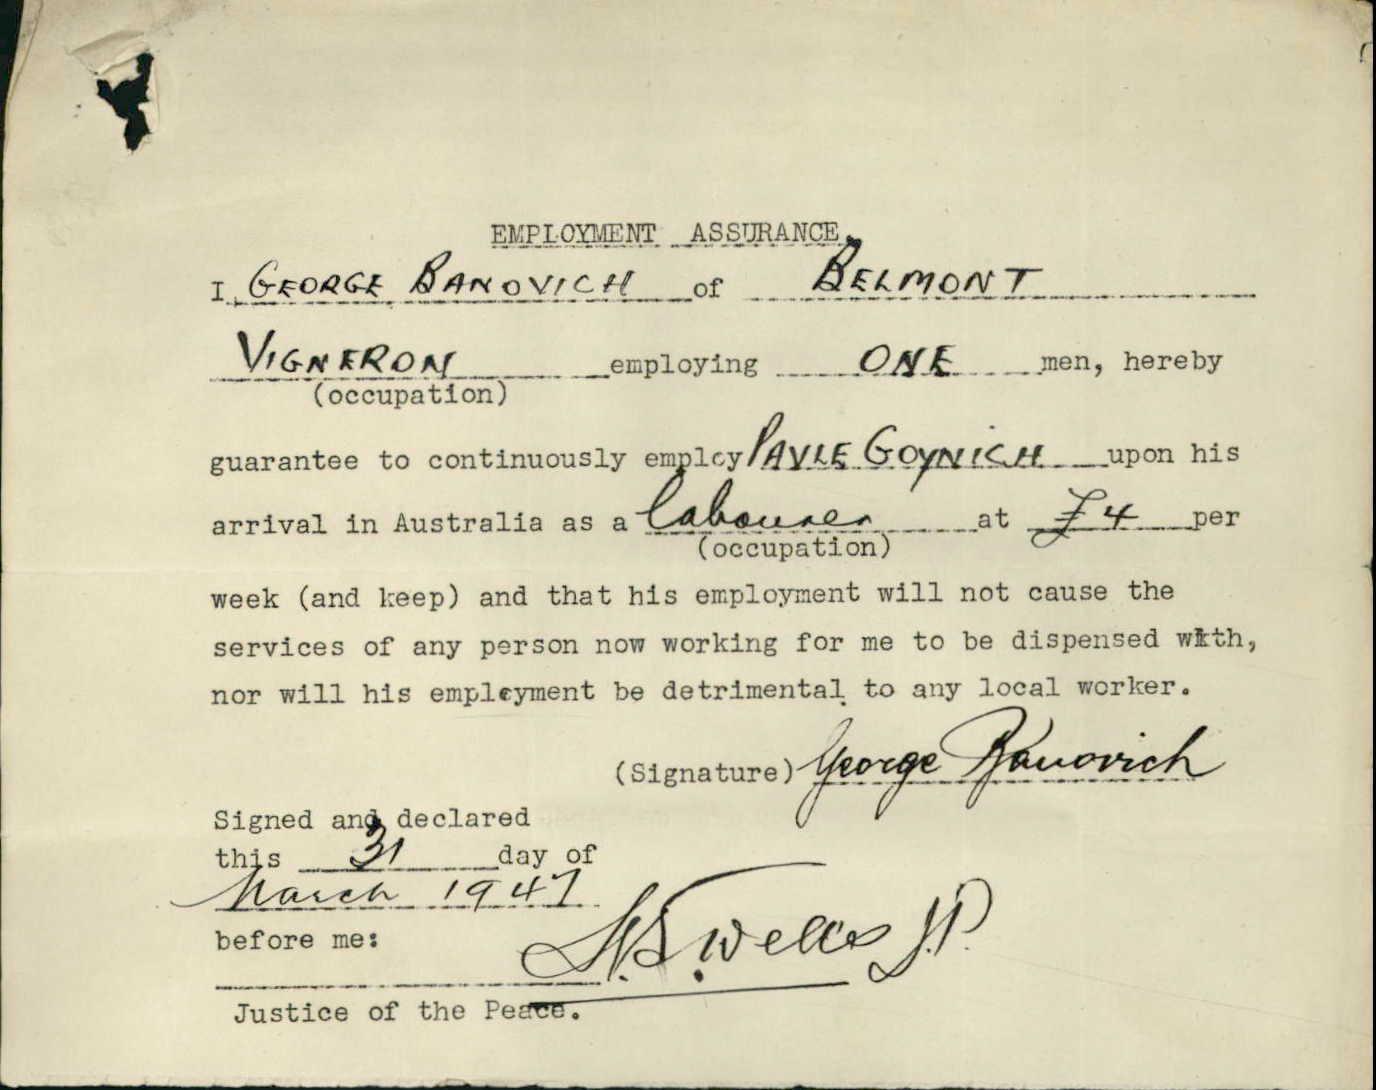 EMPLOYMENT ASSURANCE.
I GEORGE BANOVICH of BELMONT
VIGNERON employing ONE men, hereby
(occupation)
guarantee to continuously employ PAVLE GOYNICH upon his
arrival in Australia as a labourer at £4 per
(occupation)
week (and keep) and that his employment will not cause the
services of any person now working for me to be dispensed with,
nor will his employment be detrimental to any local worker.
(Signature) George Banovich
Signed and declared
this 31 day of
March 1947
before me:
Wells J.P.
Justice of the Peace.